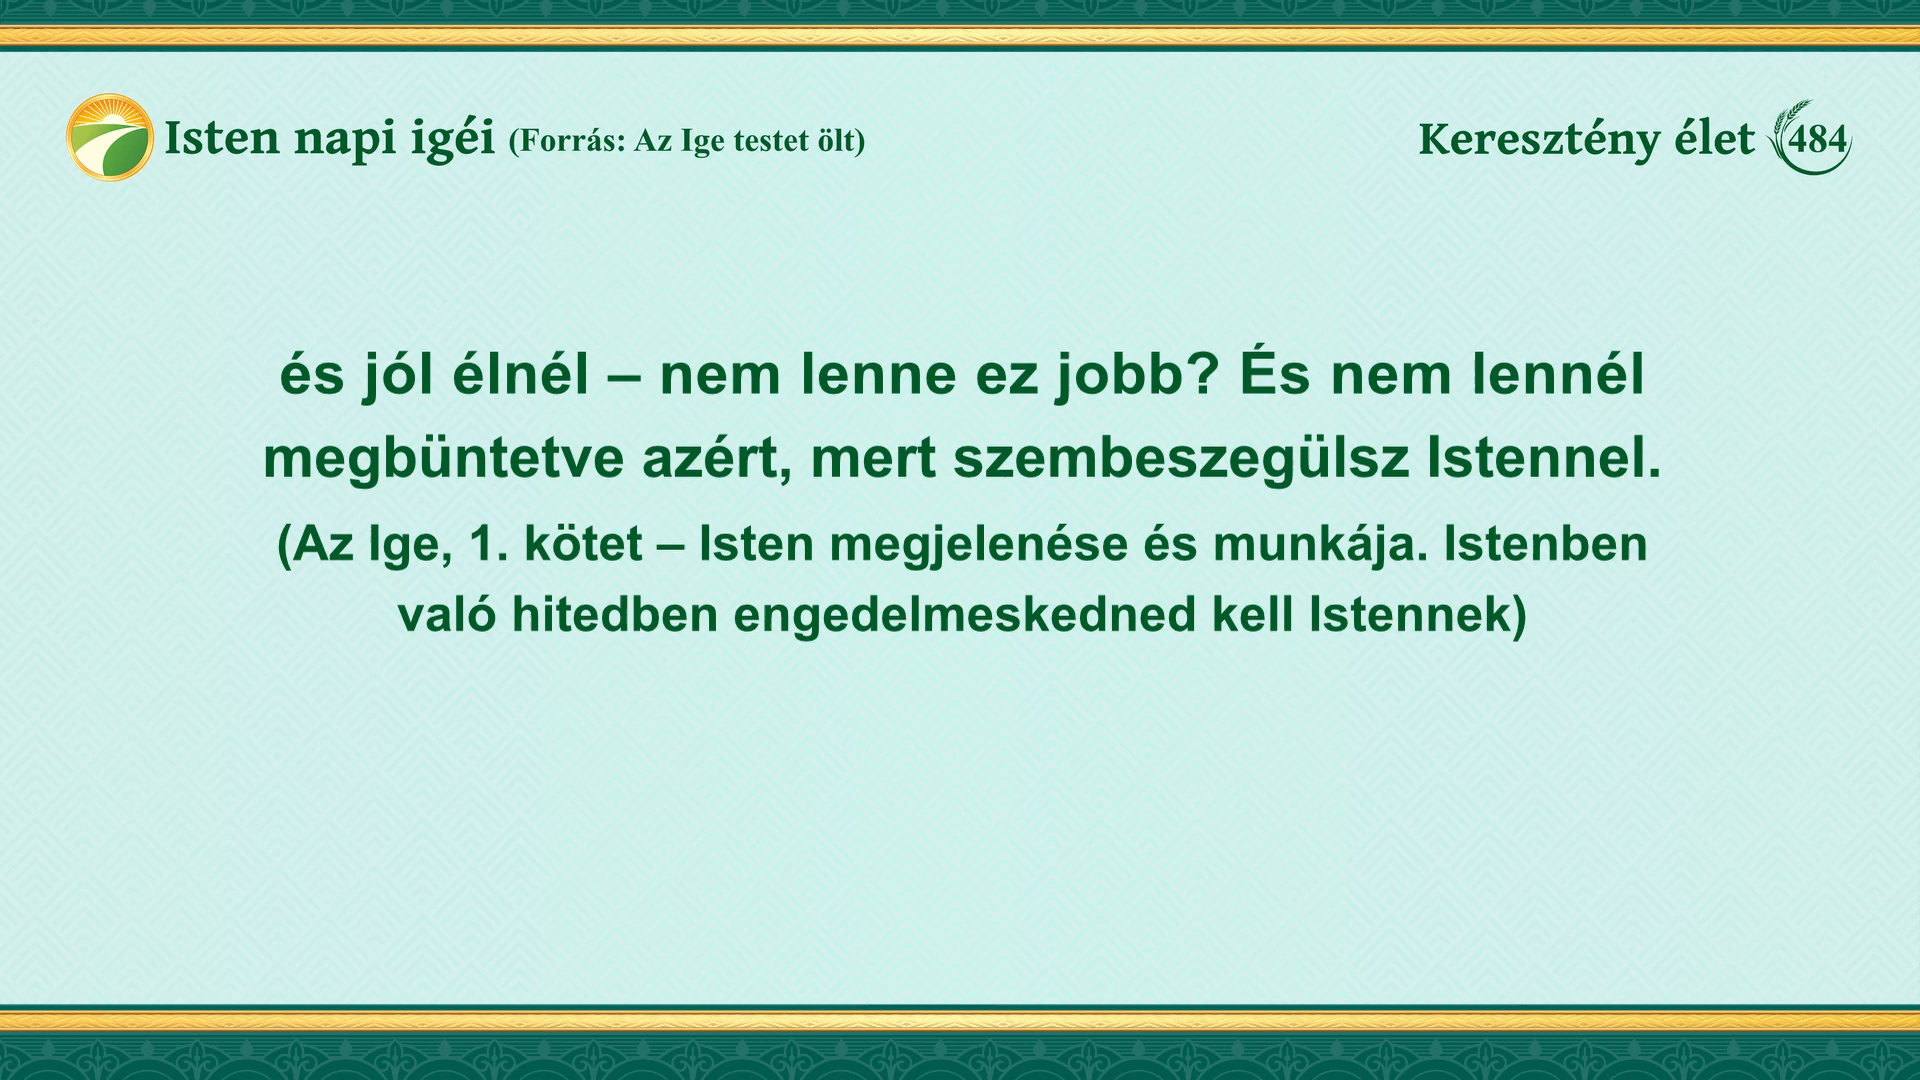 Isten napi igéi (Forrás: Az Ige testet ölt)
Keresztény élet 484
és jól élnél – nem lenne ez jobb? És nem lennél
megbüntetve azért, mert szembeszegülsz Istennel.
(Az Ige, 1. kötet – Isten megjelenése és munkája. Istenben
való hitedben engedelmeskedned kell Istennek)